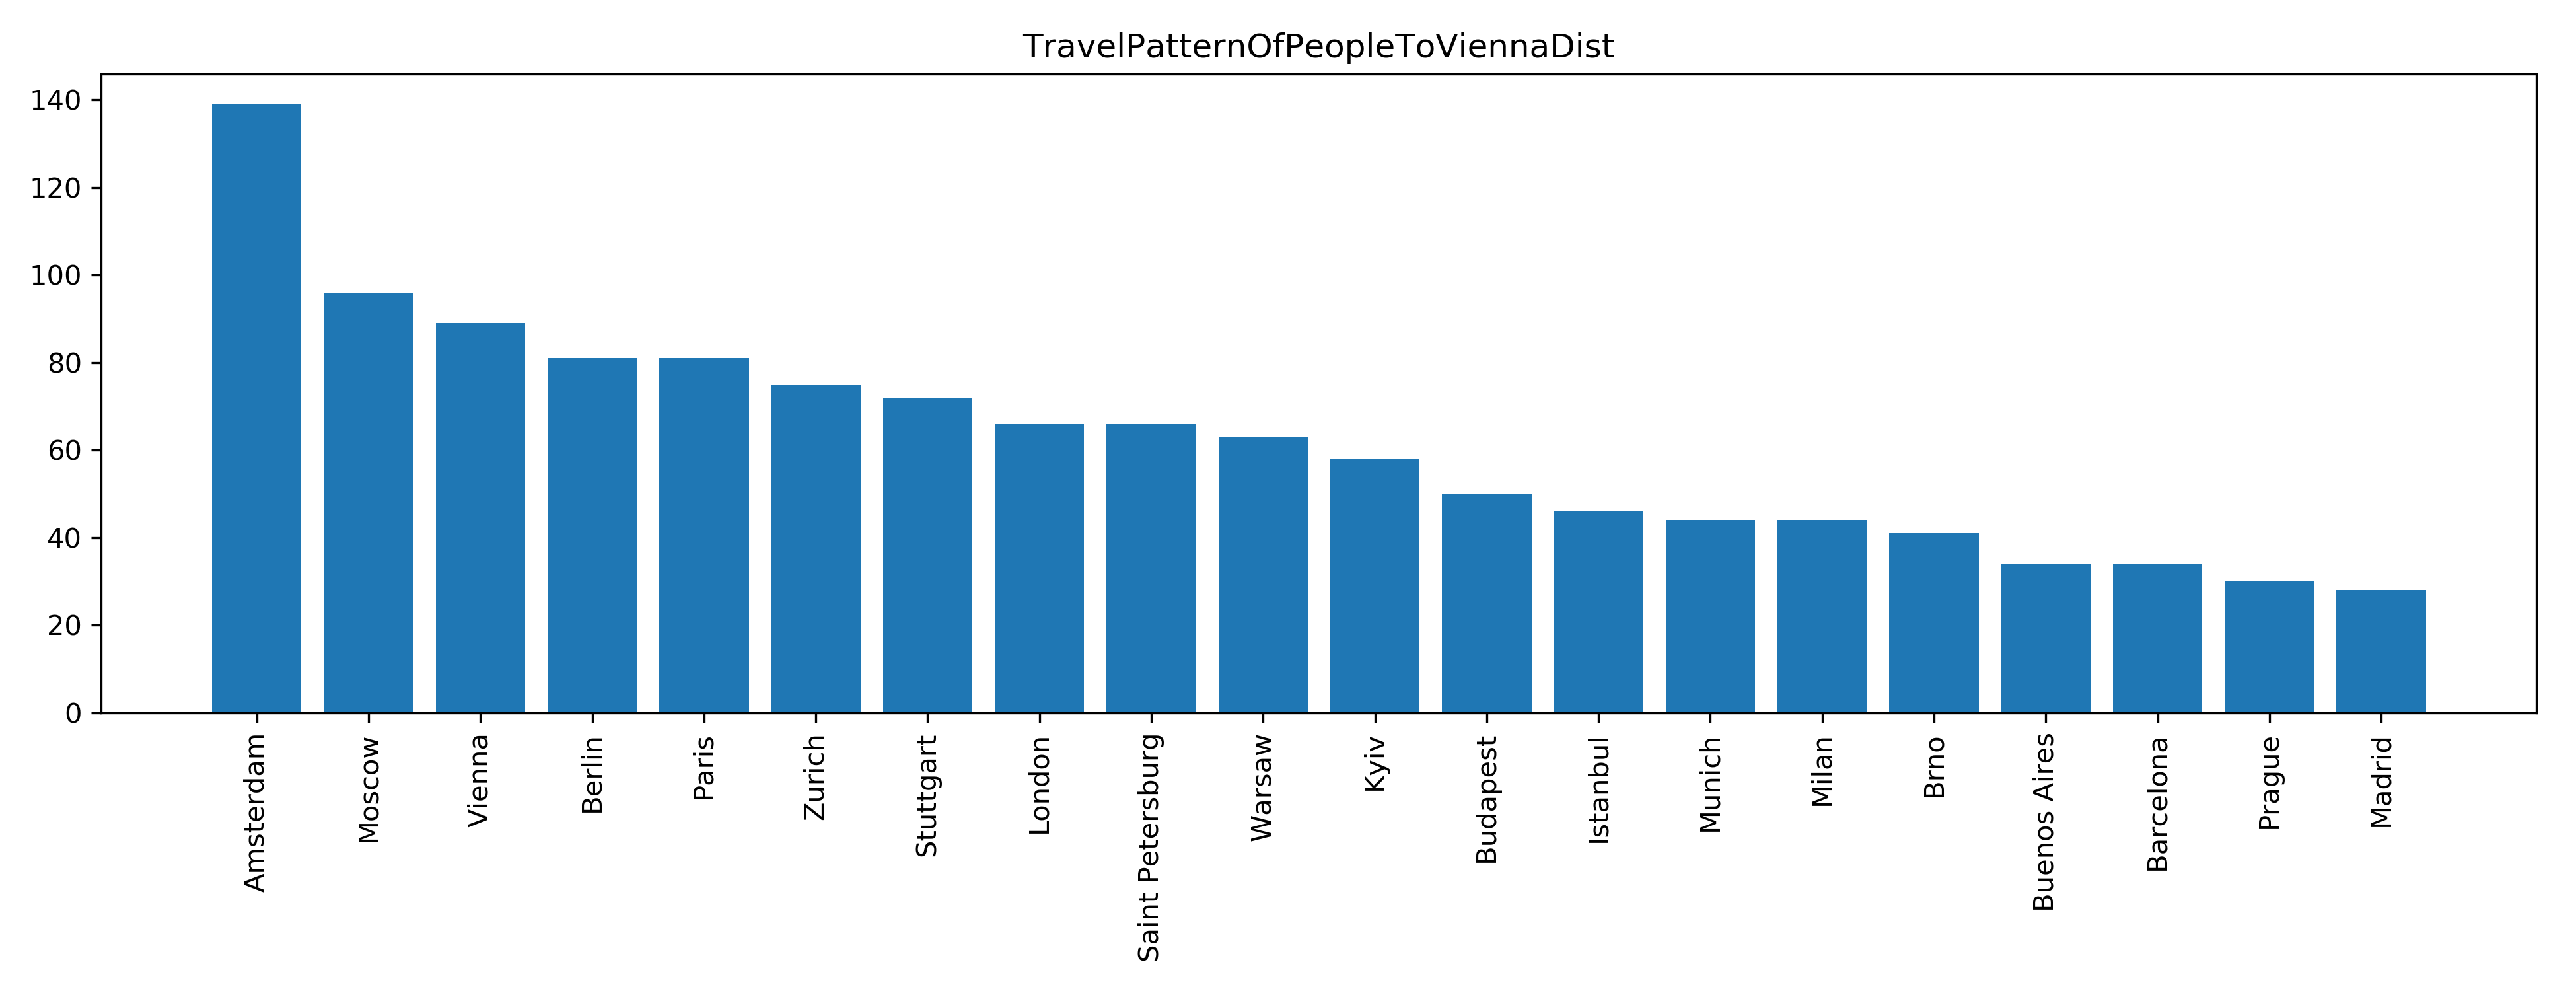 TravelPatternOfPeopleToViennaDist
140
120
100
80
60
40
20
0
Amsterdam
Moscow
Vienna
Berlin
Paris
Zurich
Stuttgart
London
Saint Petersburg
Warsaw
Kyiv
Budapest
Istanbul
Munich
Milan
Brno
Buenos Aires
Barcelona
Prague
Madrid